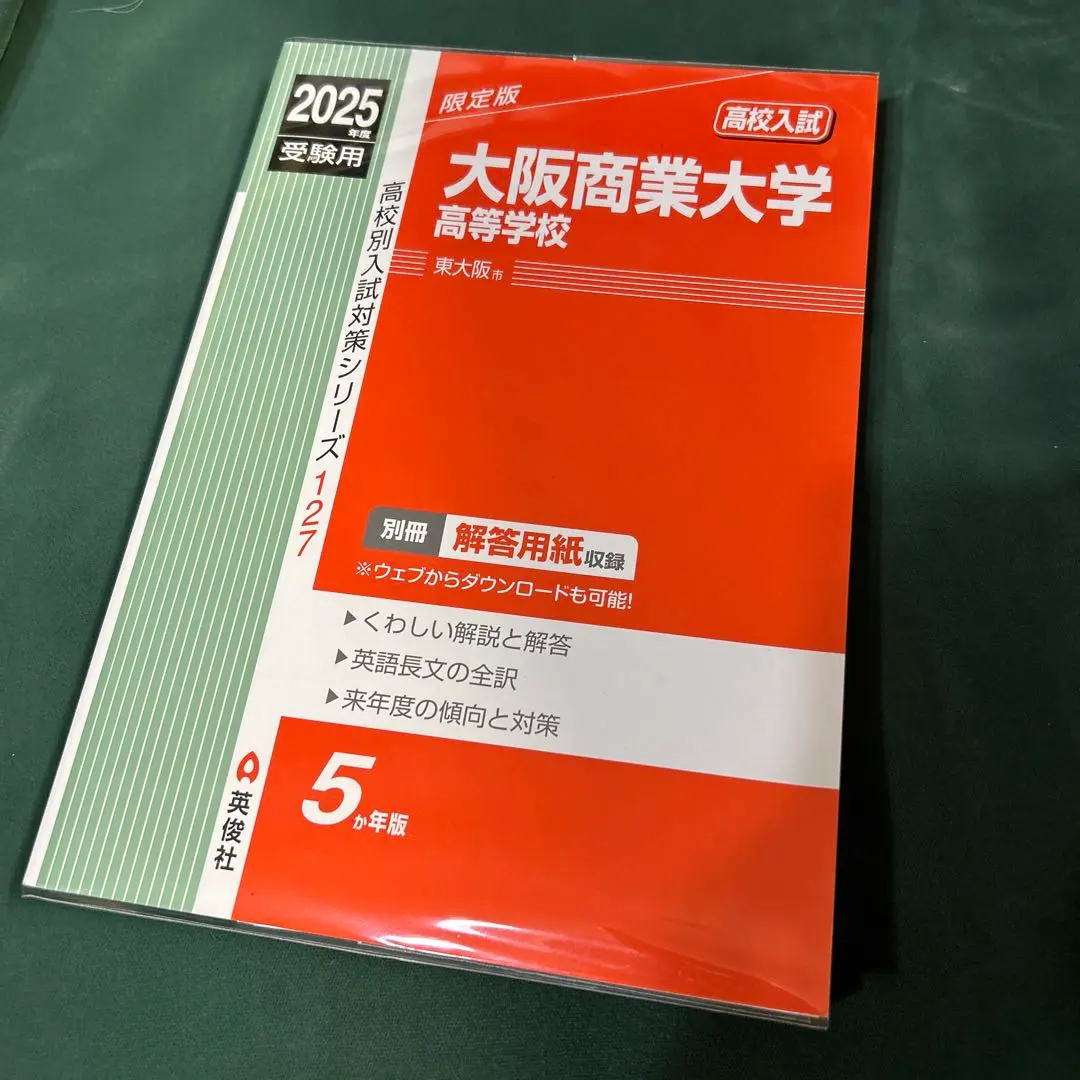 2025
年度
受験用
限定版
高校入試
大阪商業大学
高等学校
東大阪市
高校別入試対策シリーズ127
別冊 解答用紙収録
※ウェブからダウンロードも可能!
▶くわしい解説と解答
▶英語長文の全訳
▶来年度の傾向と対策
5か年版
英俊社